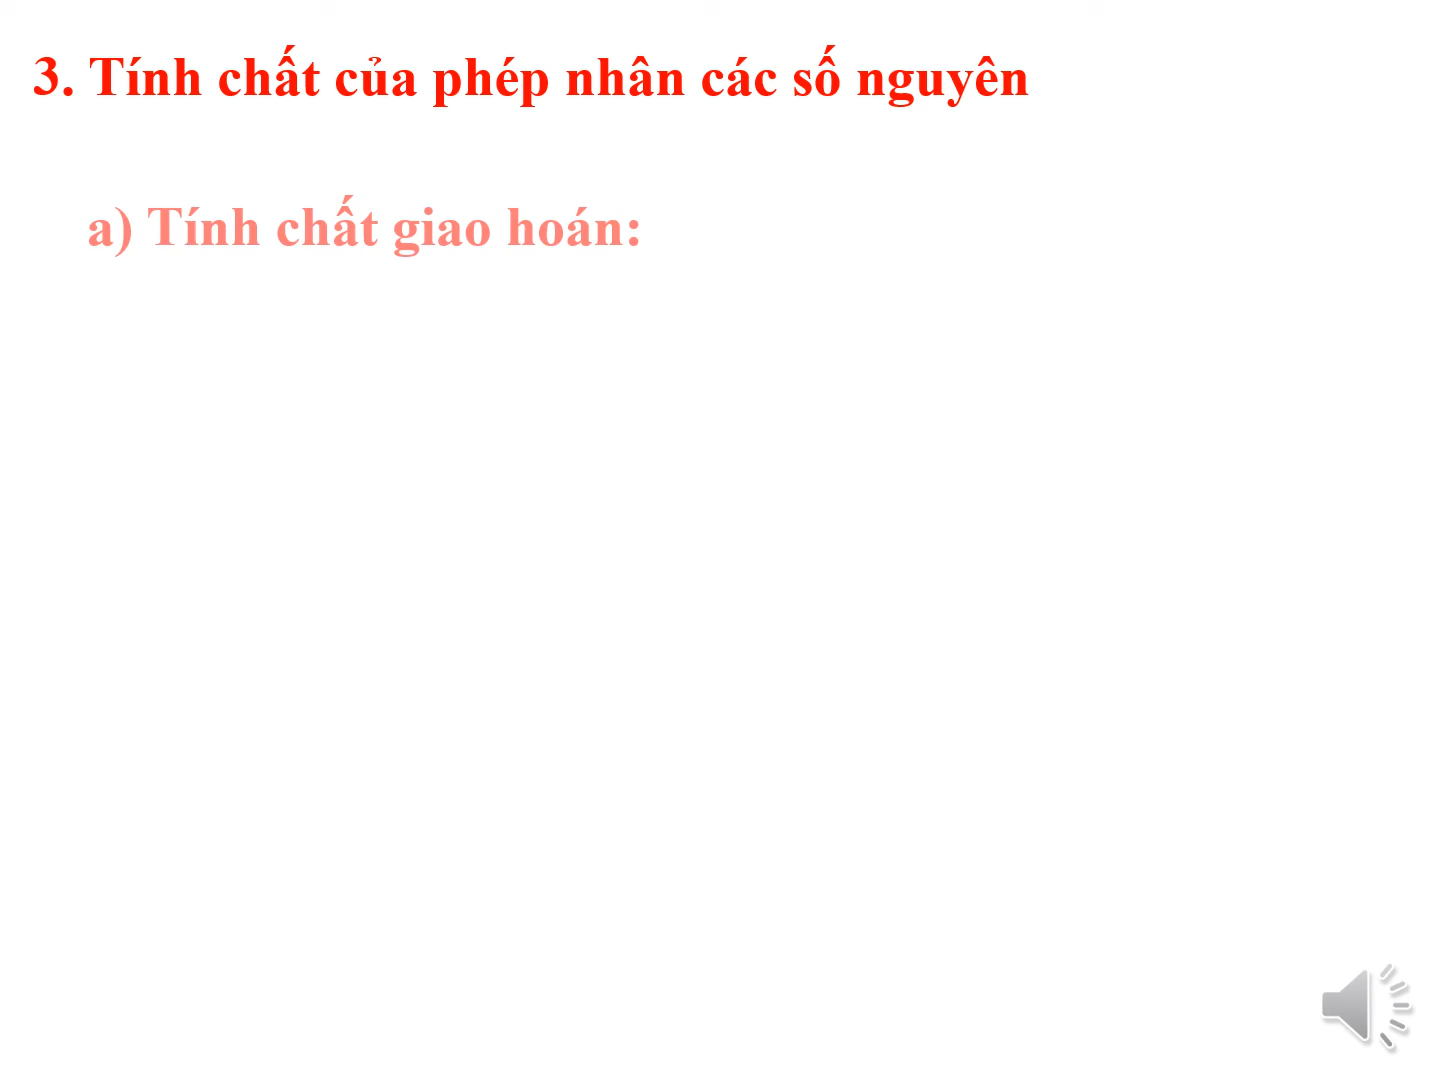 3. Tính chất của phép nhân các số nguyên
a) Tính chất giao hoán: